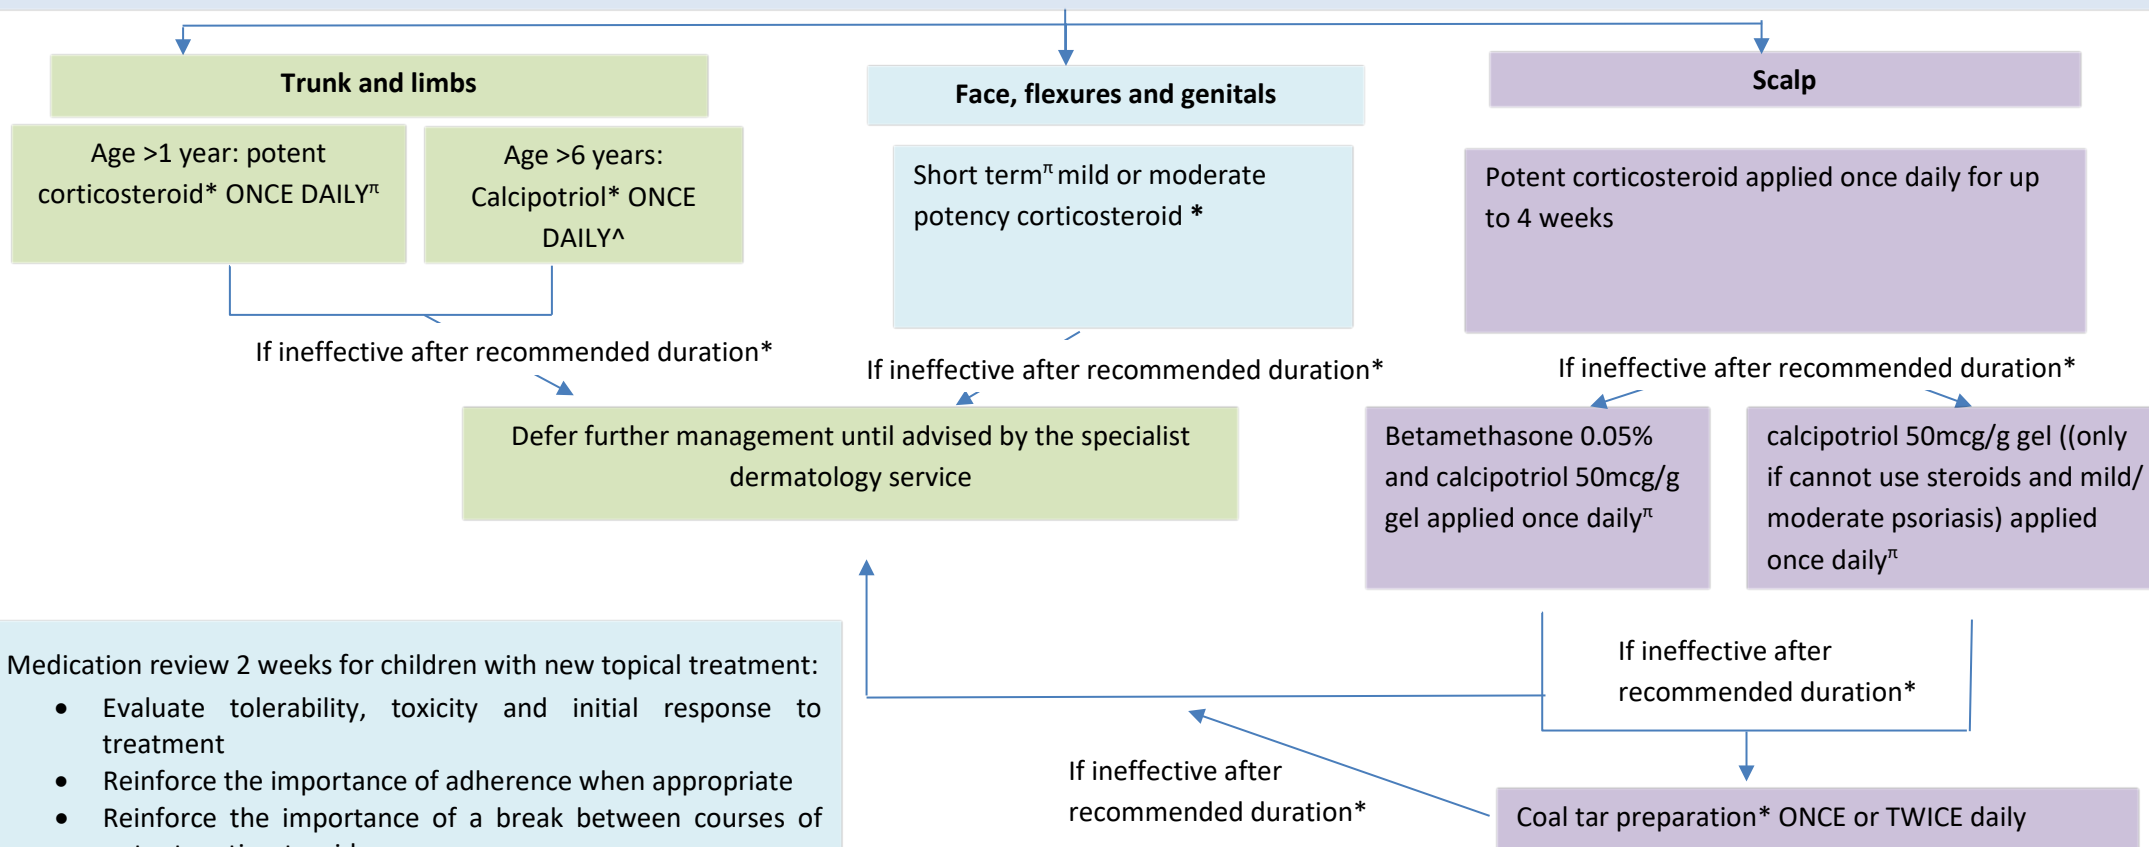 Trunk and limbs
Age >1 year: potent
corticosteroid* ONCE DAILYπ
Age >6 years:
Calcipotriol* ONCE
DAILY^
If ineffective after recommended duration*
Face, flexures and genitals
Short termπ mild or moderate
potency corticosteroid *
If ineffective after recommended duration*
Defer further management until advised by the specialist
dermatology service
Scalp
Potent corticosteroid applied once daily for up
to 4 weeks
If ineffective after recommended duration*
Betamethasone 0.05%
and calcipotriol 50mcg/g
gel applied once dailyπ
calcipotriol 50mcg/g gel ((only
if cannot use steroids and mild/
moderate psoriasis) applied
once dailyπ
If ineffective after
recommended duration*
Coal tar preparation* ONCE or TWICE daily
If ineffective after
recommended duration*
Medication review 2 weeks for children with new topical treatment:
• Evaluate tolerability, toxicity and initial response to
treatment
• Reinforce the importance of adherence when appropriate
• Reinforce the importance of a break between courses of